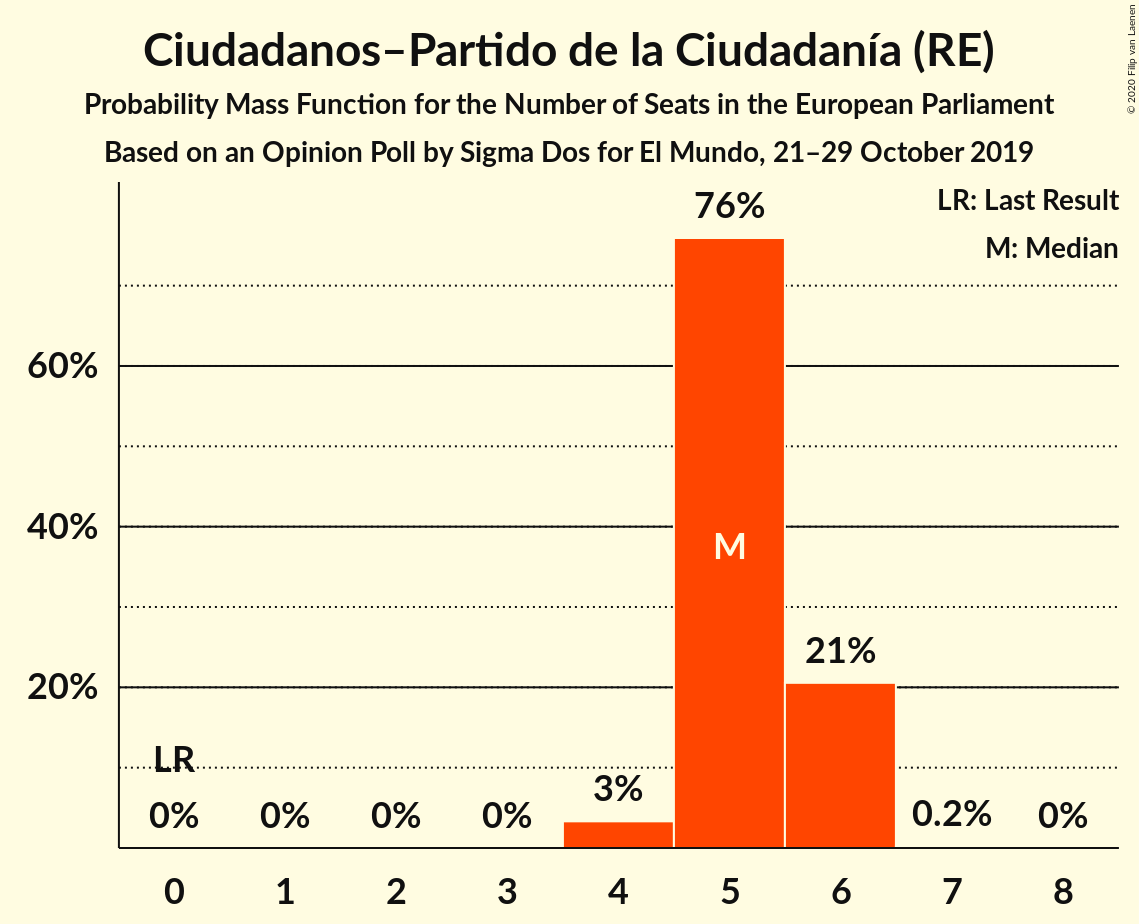 Ciudadanos–Partido de la Ciudadanía (RE)
Probability Mass Function for the Number of Seats in the European Parliament
Based on an Opinion Poll by Sigma Dos for El Mundo, 21–29 October 2019
© 2020 Filip van Laenen
LR: Last Result
M: Median
76%
60%
40%
M
21%
20%
LR
3%
0% 0% 0% 0% 0.2% 0%
0 1 2 3 4 5 6 7 8